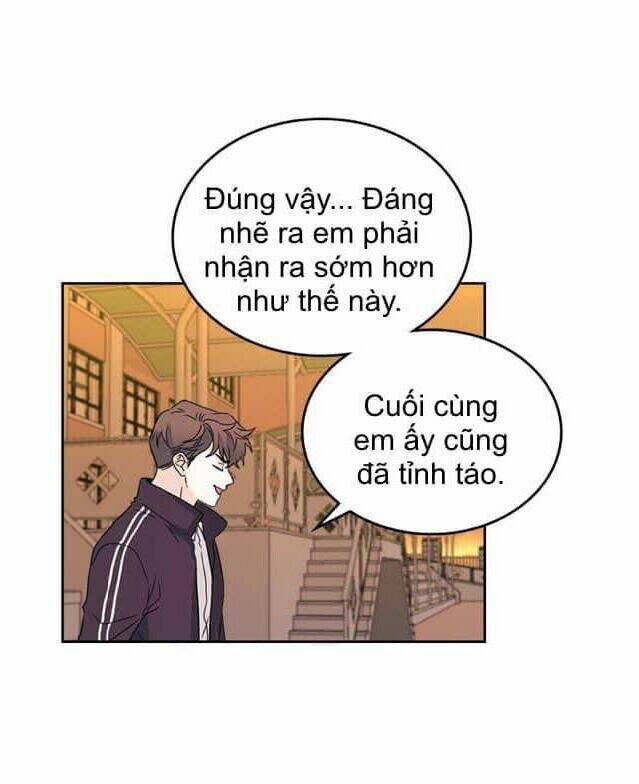 Đúng vậy... Đáng
nhẽ ra em phải
nhận ra sớm hơn
như thế này.
Cuối cùng
em ấy cũng
đã tỉnh táo.